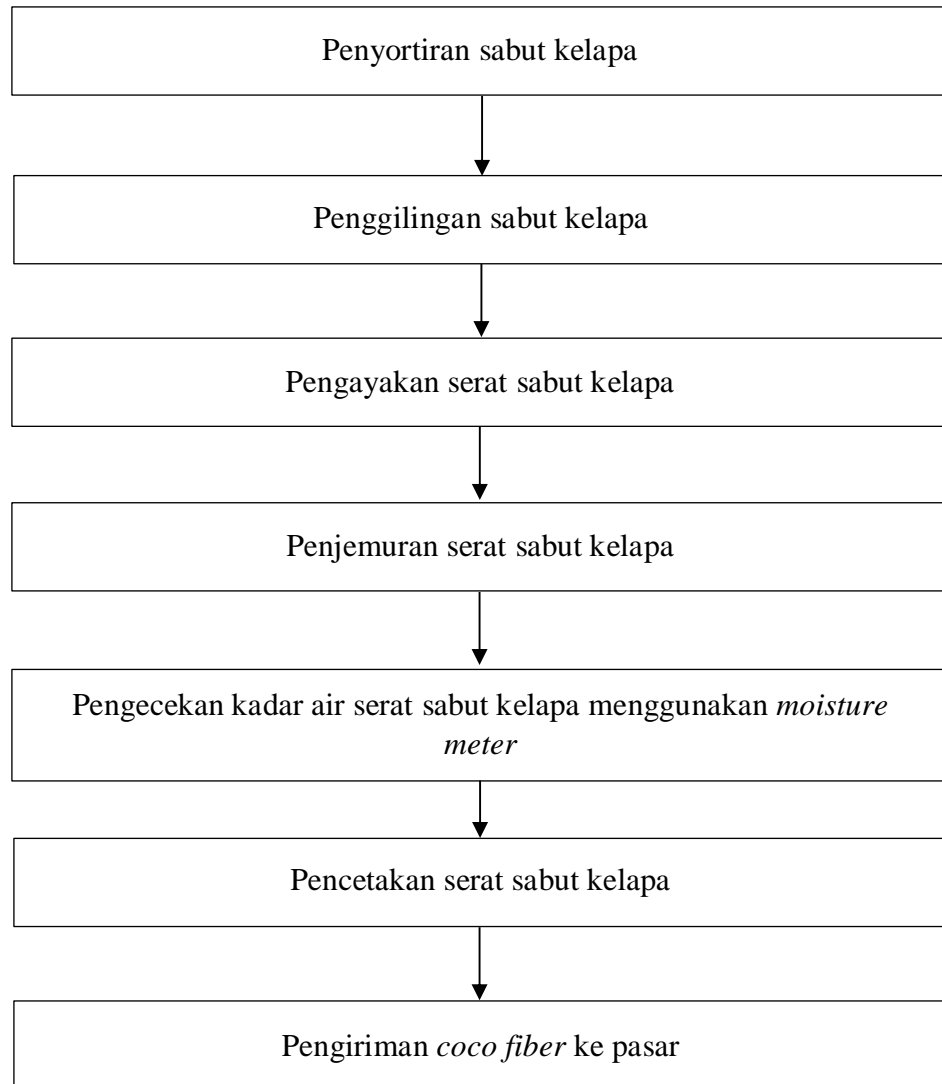 Penyortiran sabut kelapa
Penggilingan sabut kelapa
Pengayakan serat sabut kelapa
Penjemuran serat sabut kelapa
Pengecekan kadar air serat sabut kelapa menggunakan moisture
meter
Pencetakan serat sabut kelapa
Pengiriman coco fiber ke pasar